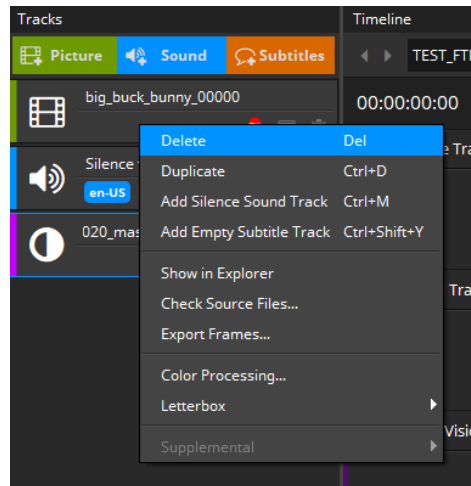 Tracks
Timeline
Picture
Sound
Subtitles
TEST_FT
big_buck_bunny_00000
00:00:00:00
Delete Del
Duplicate Ctrl+D
Silence
en-US
Add Silence Sound Track Ctrl+M
020_mas
Add Empty Subtitle Track Ctrl+Shift+Y
Show in Explorer
Check Source Files...
Export Frames...
Color Processing...
Letterbox
Supplemental